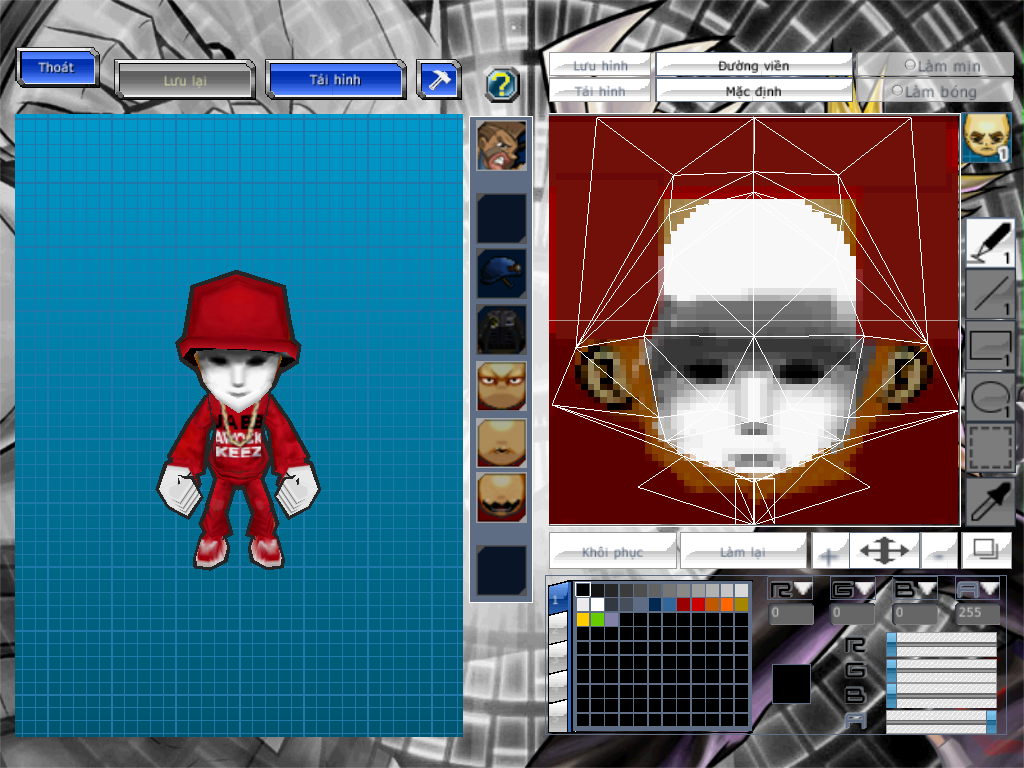 Thoát
Lưu lại
Tải hình
?
Lưu hình
Đường viền
Làm mịn
Tải hình
Mặc định
Làm bóng
1
1
1
1
1
JABB
AWOCK
KEEZ
Khôi phục
Làm lại
1
R
G
B
A
0
0
0
255
R
G
B
A